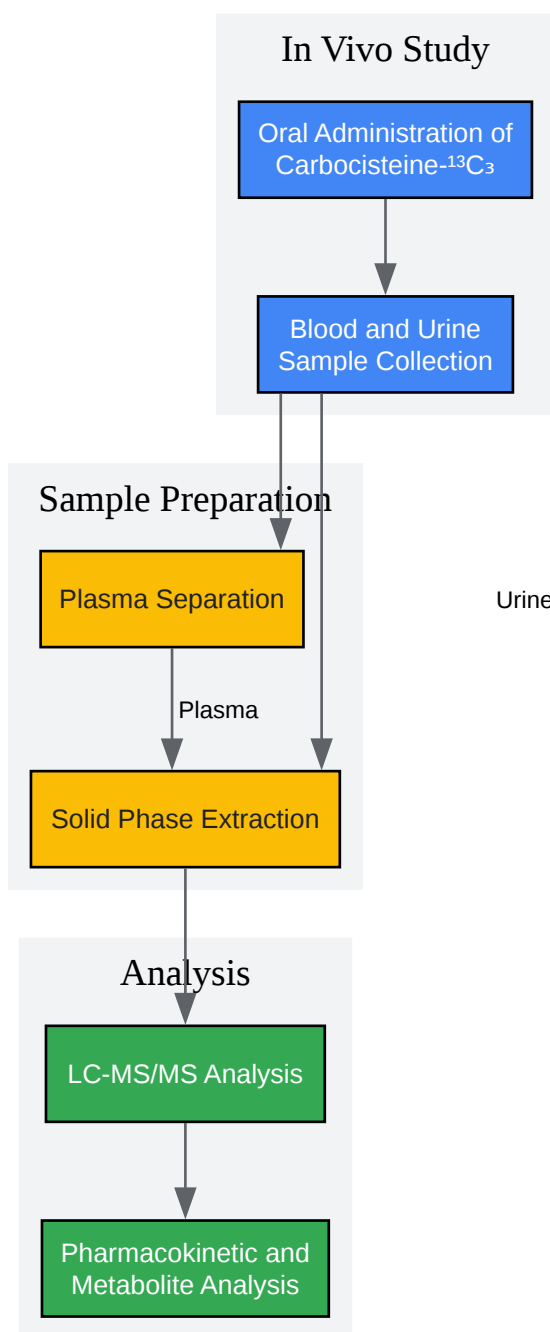 In Vivo Study
Oral Administration of
Carbocisteine-¹³C₃
Blood and Urine
Sample Collection
Sample Preparation
Plasma Separation
Urine
Plasma
Solid Phase Extraction
Analysis
LC-MS/MS Analysis
Pharmacokinetic and
Metabolite Analysis